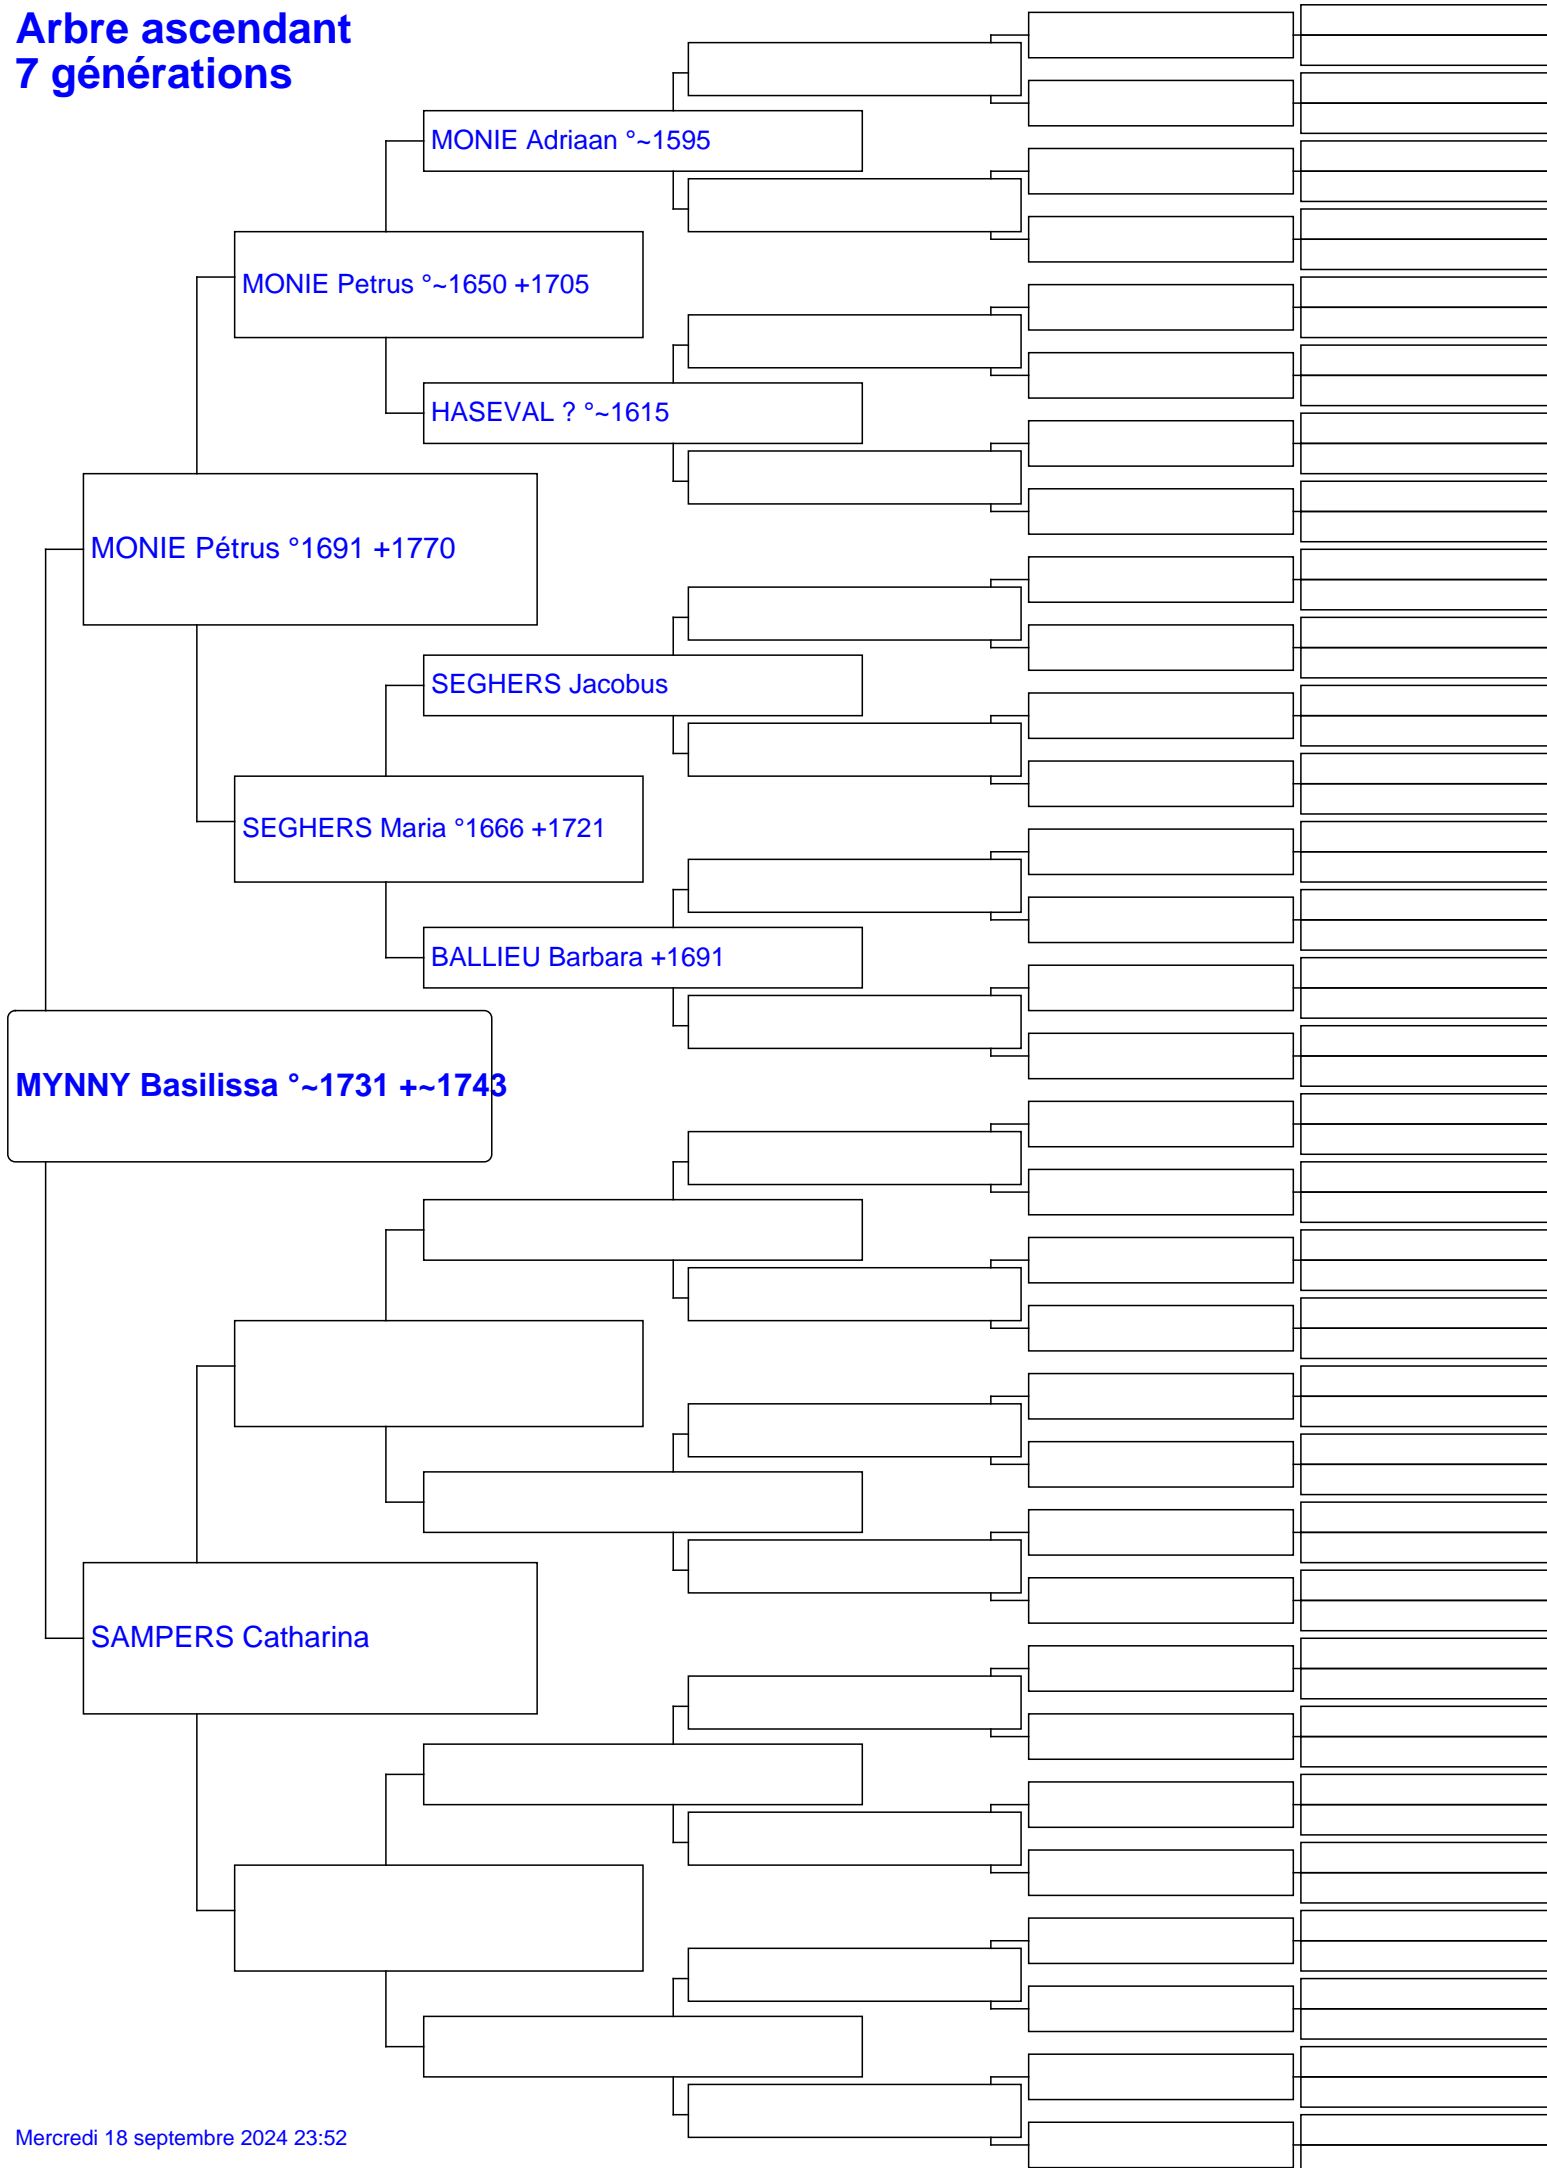 Arbre ascendant
7 générations
MONIE Adriaan °~1595
MONIE Petrus °~1650 +1705
HASEVAL ? °~1615
MONIE Pétrus °1691 +1770
SEGHERS Jacobus
SEGHERS Maria °1666 +1721
BALLIEU Barbara +1691
MYNNY Basilissa °~1731 +~1743
SAMPERS Catharina
Mercredi 18 septembre 2024 23:52